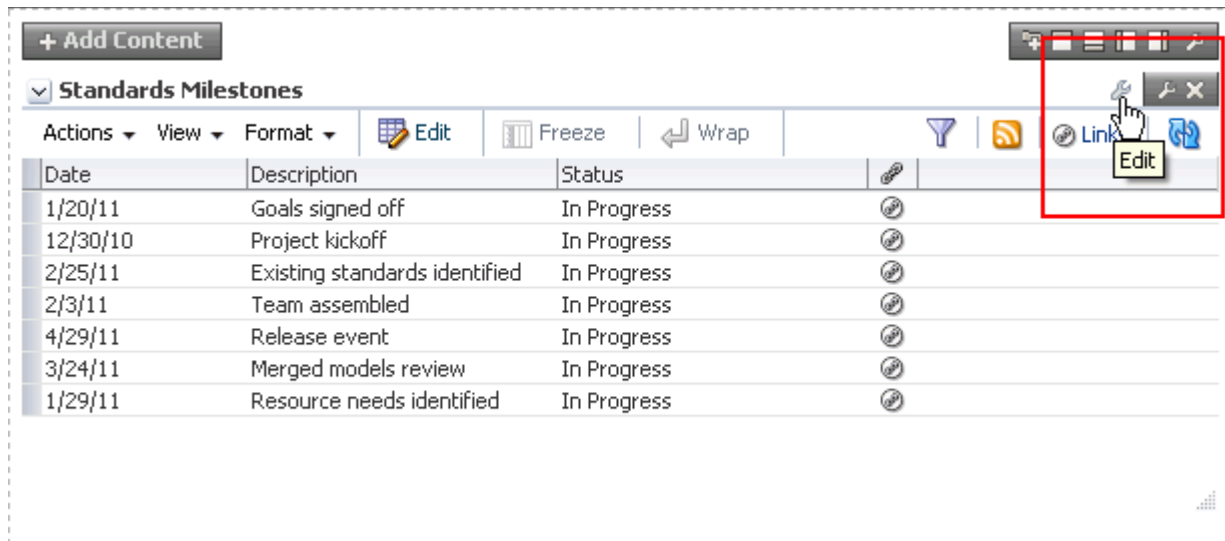 + Add Content
Standards Milestones
Actions View Format Edit Freeze Wrap Link
Edit
Date Description Status
1/20/11 Goals signed off In Progress
12/30/10 Project kickoff In Progress
2/25/11 Existing standards identified In Progress
2/3/11 Team assembled In Progress
4/29/11 Release event In Progress
3/24/11 Merged models review In Progress
1/29/11 Resource needs identified In Progress